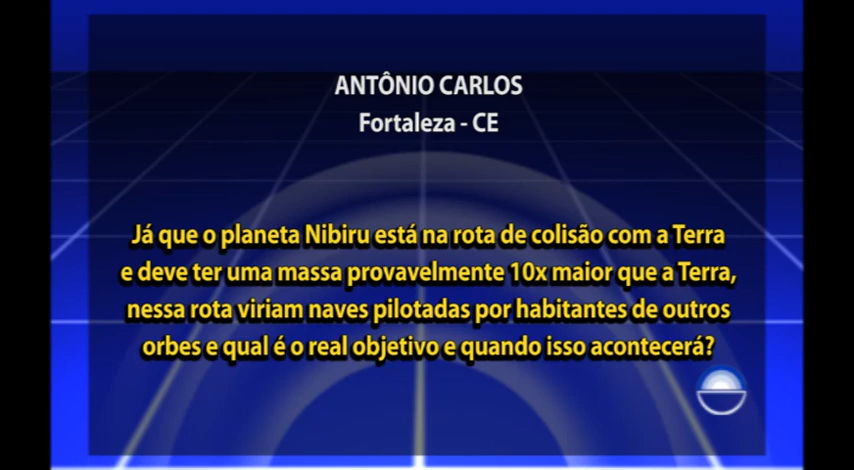 ANTÔNIO CARLOS
Fortaleza - CE
Já que o planeta Nibiru está na rota de colisão com a Terra
e deve ter uma massa provavelmente 10x maior que a Terra,
nessa rota viriam naves pilotadas por habitantes de outros
orbes e qual é o real objetivo e quando isso acontecerá?